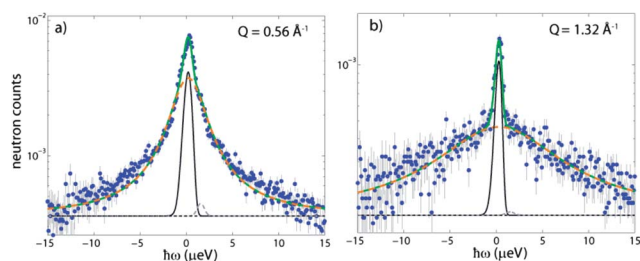 a)
Q = 0.56 Å⁻¹
b)
Q = 1.32 Å⁻¹
neutron counts
10⁻²
10⁻³
10⁻³
−15 −10 −5 0 5 10 15
−15 −10 −5 0 5 10 15
ħω (μeV)
ħω (μeV)